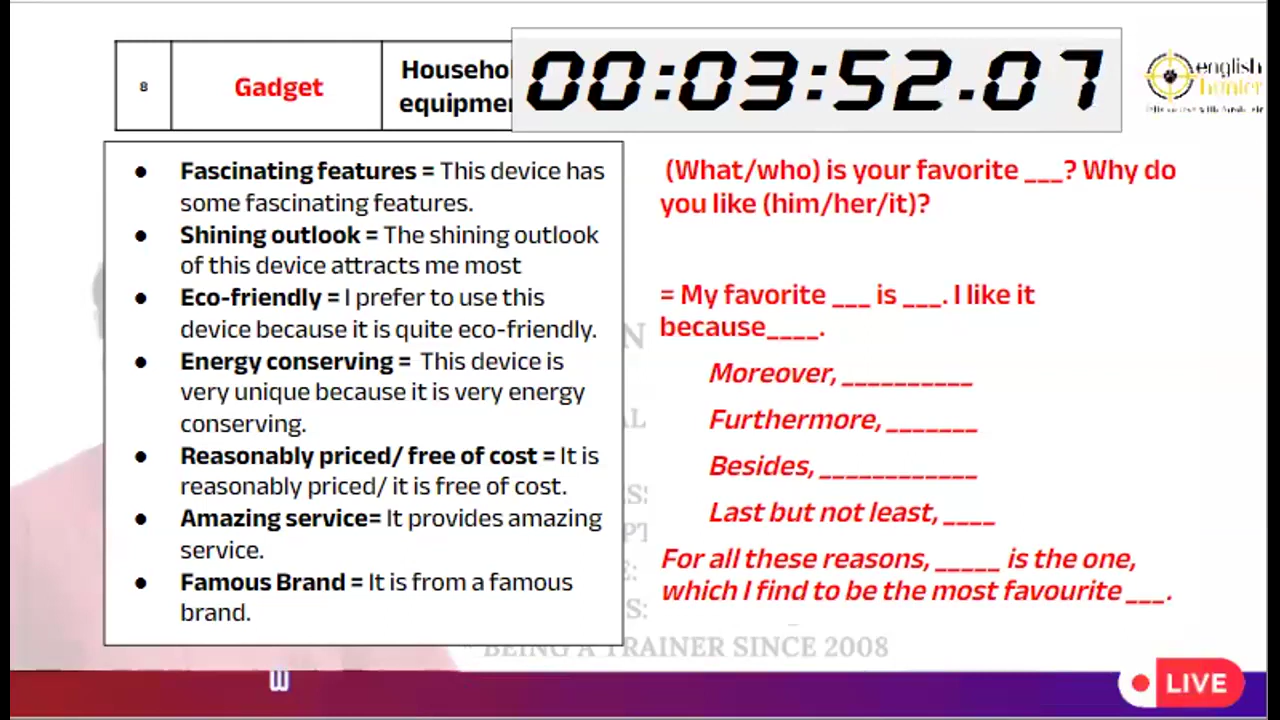 8
Gadget
Househo
equipme
00:03:52.07
english
hunter
● Fascinating features = This device has
some fascinating features.
● Shining outlook = The shining outlook
of this device attracts me most
● Eco-friendly = I prefer to use this
device because it is quite eco-friendly.
● Energy conserving = This device is
very unique because it is very energy
conserving.
● Reasonably priced/ free of cost = It is
reasonably priced/ it is free of cost.
● Amazing service= It provides amazing
service.
● Famous Brand = It is from a famous
brand.
(What/who) is your favorite ___? Why do
you like (him/her/it)?
= My favorite ___ is ___. I like it
because____.
Moreover, __________
Furthermore, _______
Besides, ____________
Last but not least, ____
For all these reasons, _____ is the one,
which I find to be the most favourite ___.
BEING A TRAINER SINCE 2008
LIVE